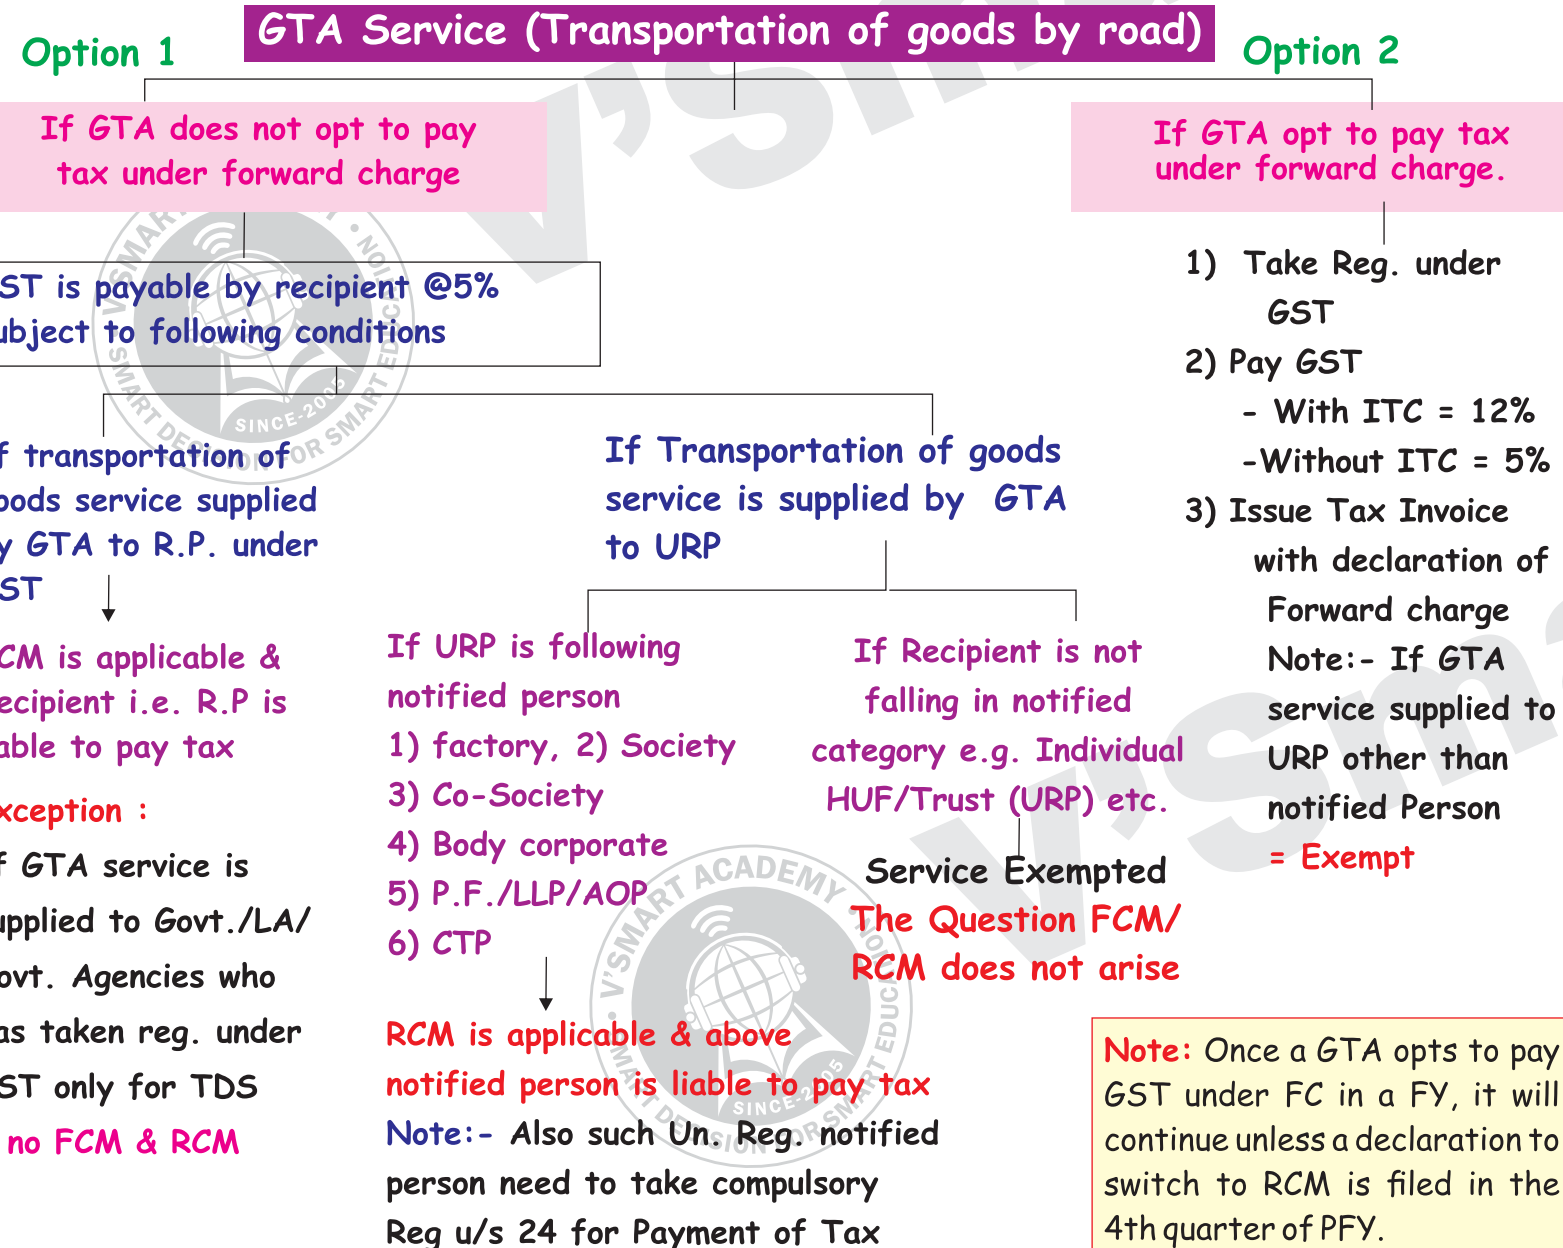 GTA Service (Transportation of goods by road)
Option 1
If GTA does not opt to pay
tax under forward charge
ST is payable by recipient @5%
ubject to following conditions
f transportation of
oods service supplied
y GTA to R.P. under
ST
CM is applicable &
ecipient i.e. R.P is
able to pay tax
xception :
f GTA service is
upplied to Govt./LA/
ovt. Agencies who
as taken reg. under
ST only for TDS
no FCM & RCM
If Transportation of goods
service is supplied by GTA
to URP
If URP is following
notified person
1) factory, 2) Society
3) Co-Society
4) Body corporate
5) P.F./LLP/AOP
6) CTP
RCM is applicable & above
notified person is liable to pay tax
Note:- Also such Un. Reg. notified
person need to take compulsory
Reg u/s 24 for Payment of Tax
If Recipient is not
falling in notified
category e.g. Individual
HUF/Trust (URP) etc.
Service Exempted
The Question FCM/
RCM does not arise
Option 2
If GTA opt to pay tax
under forward charge.
1) Take Reg. under
GST
2) Pay GST
- With ITC = 12%
-Without ITC = 5%
3) Issue Tax Invoice
with declaration of
Forward charge
Note:- If GTA
service supplied to
URP other than
notified Person
= Exempt
Note: Once a GTA opts to pay
GST under FC in a FY, it will
continue unless a declaration to
switch to RCM is filed in the
4th quarter of PFY.
V'SMART ACADEMY
SMART DECISION FOR SMART EDUCATION
SINCE-2005